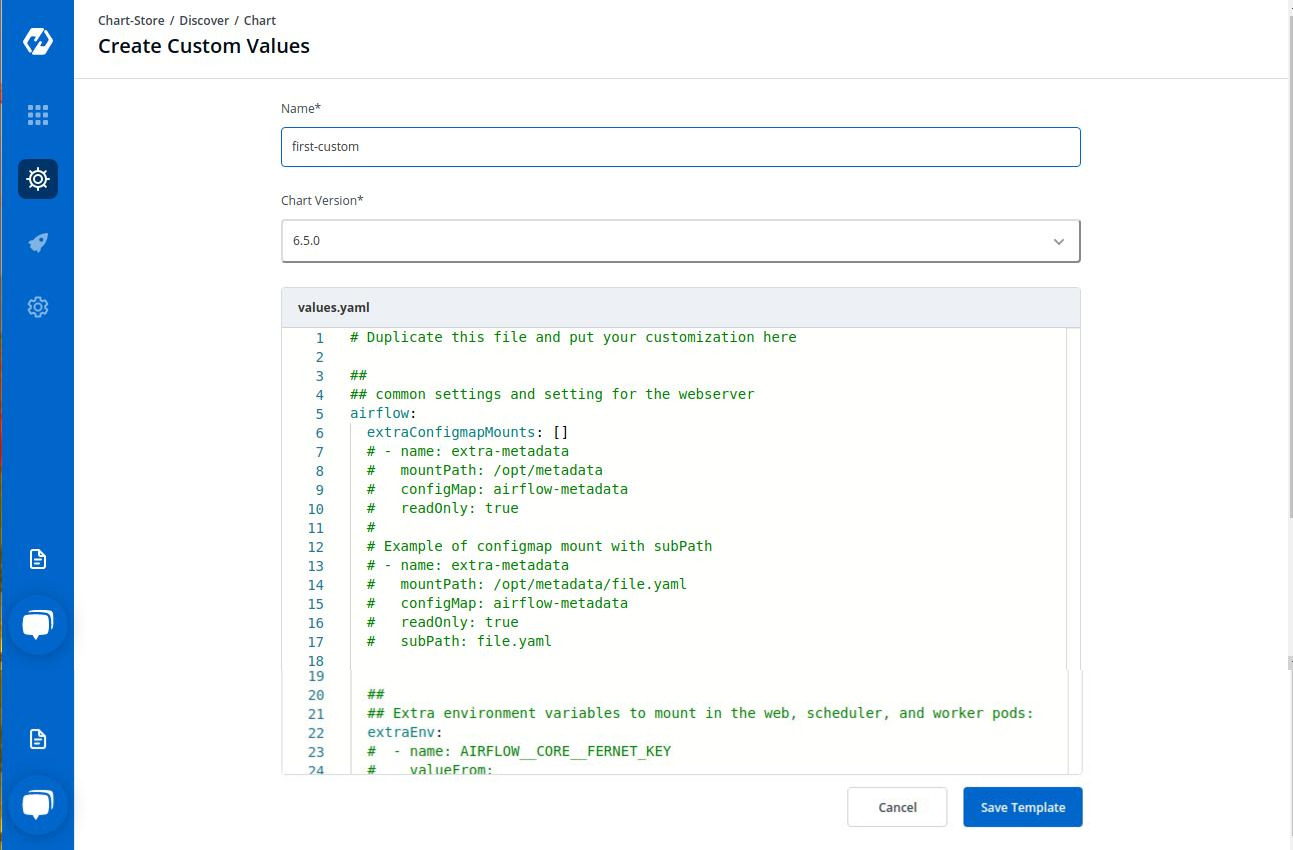 Chart-Store / Discover / Chart
Create Custom Values
Name*
first-custom
Chart Version*
6.5.0
values.yaml
1 # Duplicate this file and put your customization here
2
3 ##
4 ## common settings and setting for the webserver
5 airflow:
6   extraConfigmapMounts: []
7   # - name: extra-metadata
8   #   mountPath: /opt/metadata
9   #   configMap: airflow-metadata
10   #   readOnly: true
11   #
12   # Example of configmap mount with subPath
13   # - name: extra-metadata
14   #   mountPath: /opt/metadata/file.yaml
15   #   configMap: airflow-metadata
16   #   readOnly: true
17   #   subPath: file.yaml
18
19
20   ##
21   ## Extra environment variables to mount in the web, scheduler, and worker pods:
22   extraEnv:
23   #  - name: AIRFLOW__CORE__FERNET_KEY
24   #    valueFrom:
Cancel
Save Template